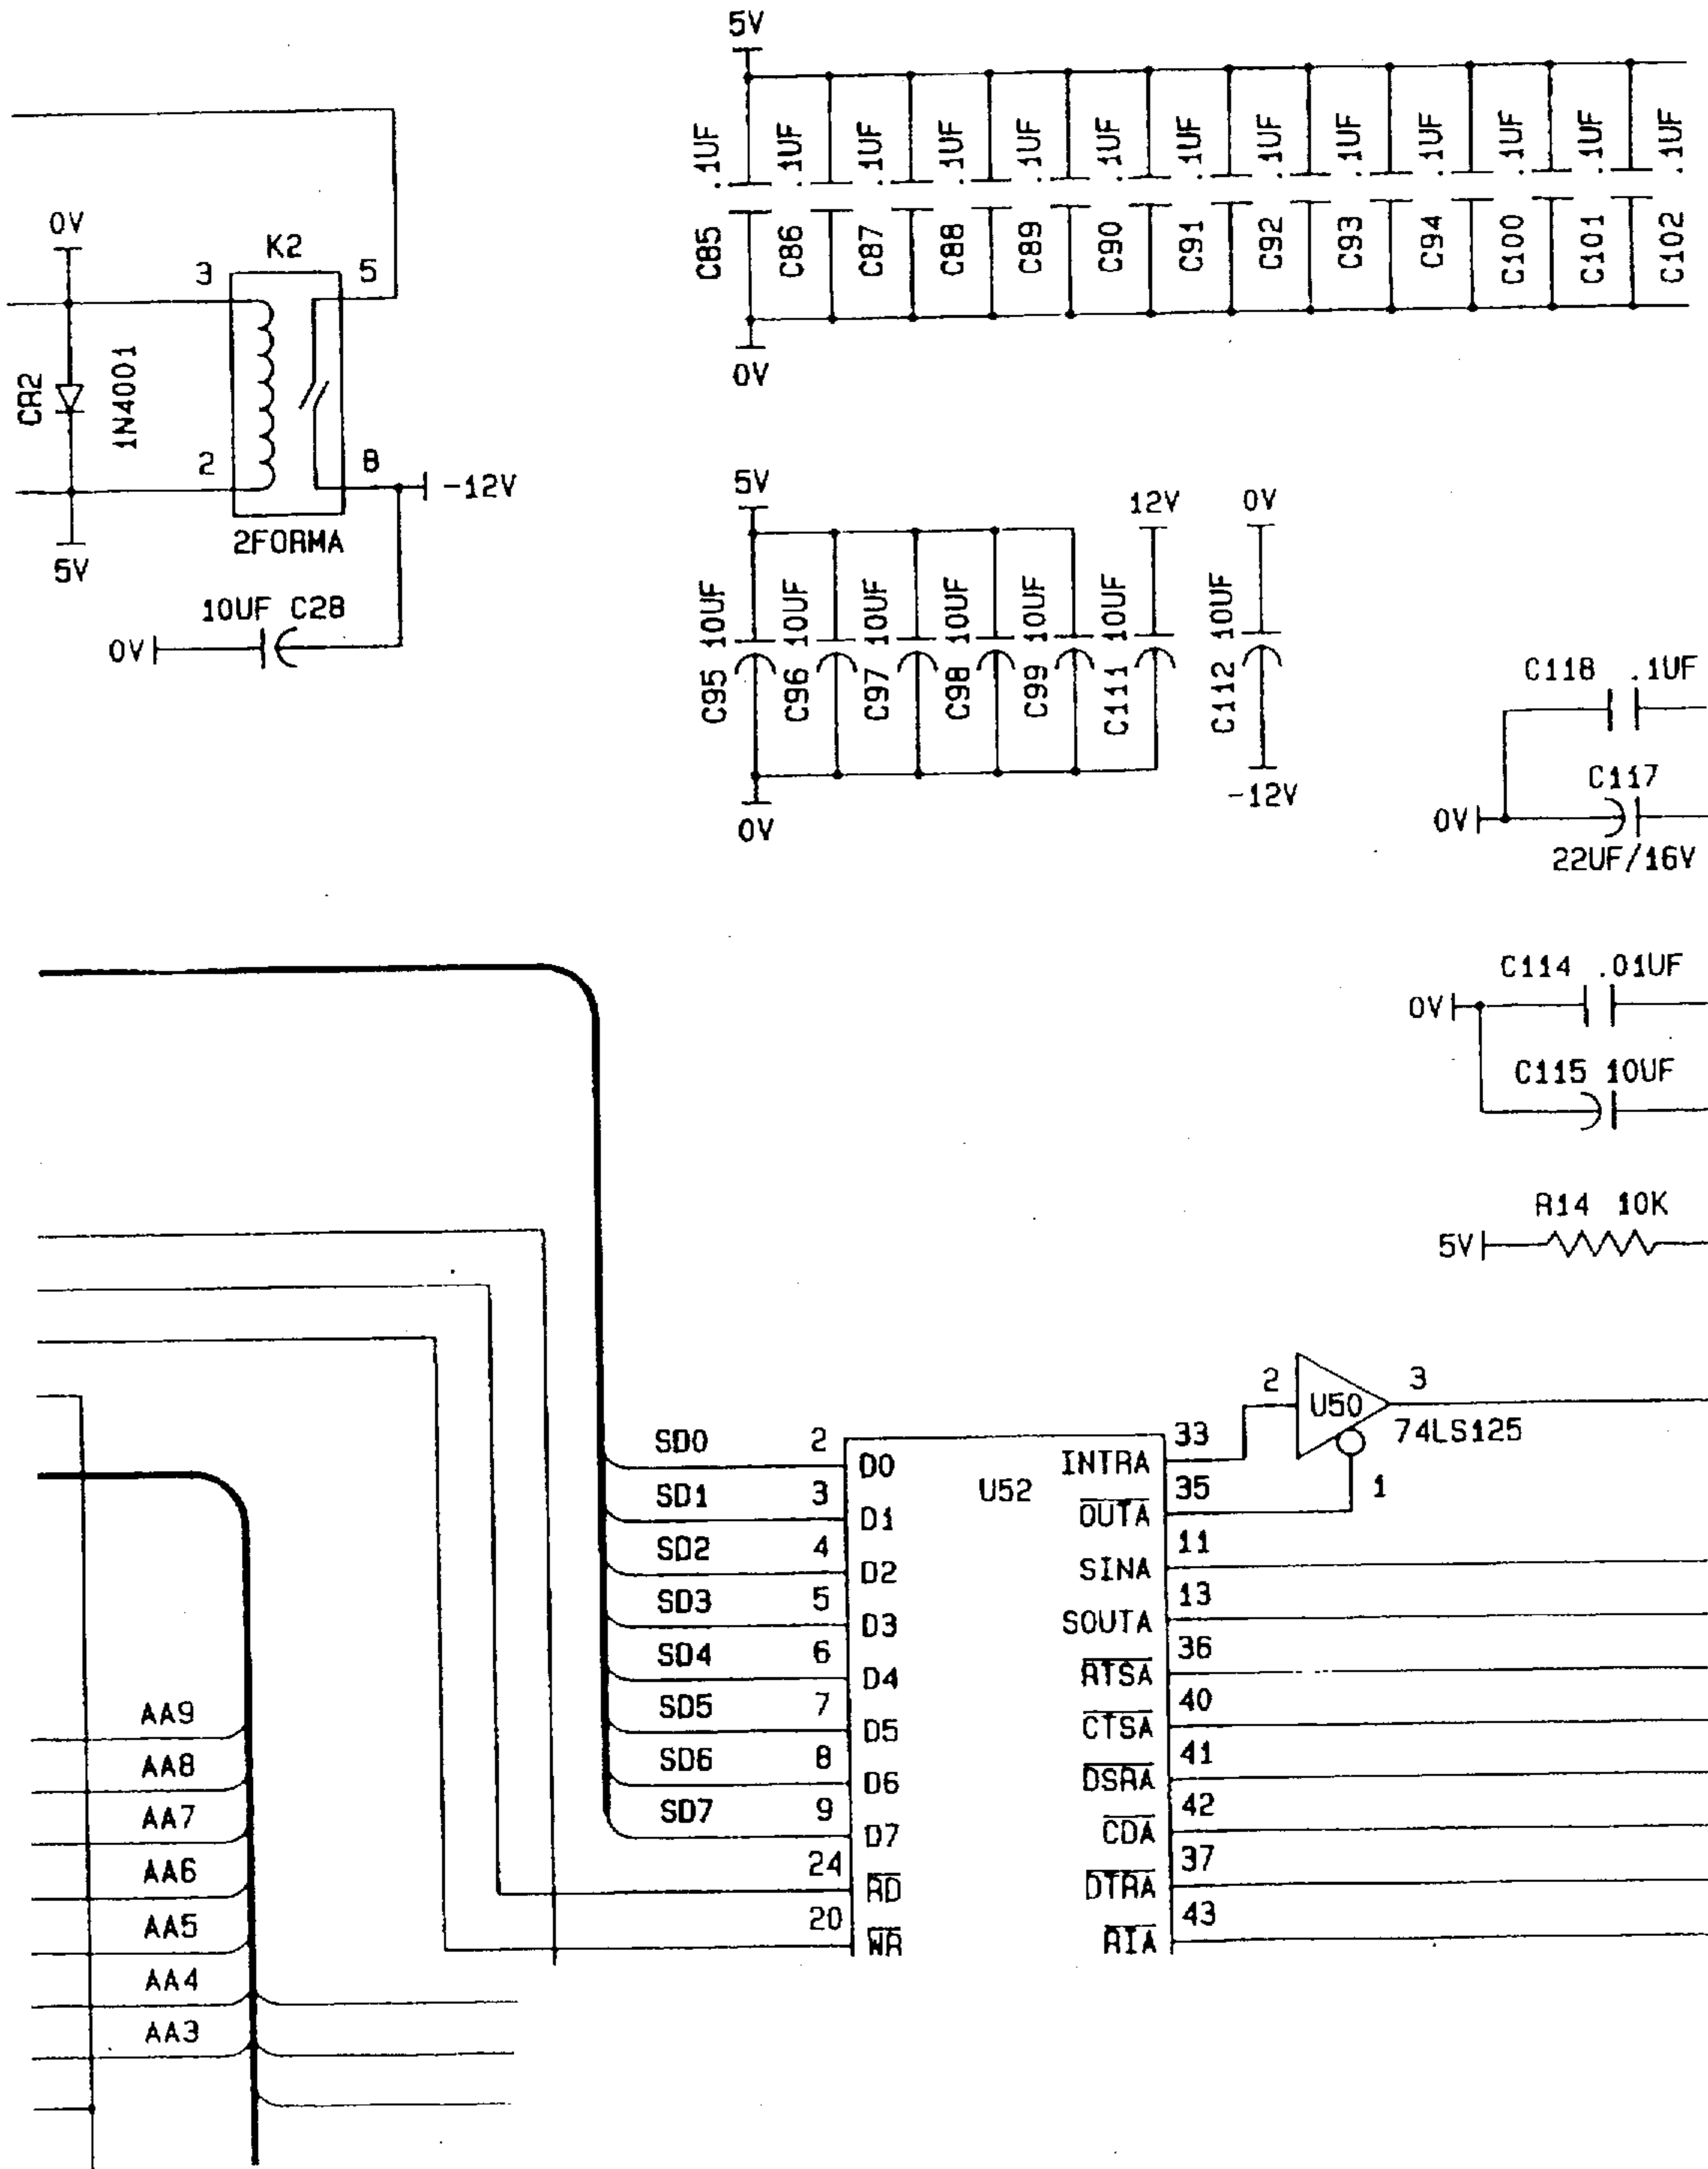 5V
.1UF .1UF .1UF .1UF .1UF .1UF .1UF .1UF .1UF .1UF .1UF .1UF .1UF
C85 C86 C87 C88 C89 C90 C91 C92 C93 C94 C100 C101 C102
0V
0V
K2
3 5
CR2
1N4001
2 8
-12V
2FORMA
5V
10UF C28
0V
5V
12V
0V
C95 10UF
C96 10UF
C97 10UF
C98 10UF
C99 10UF
C111 10UF
C112 10UF
0V
-12V
C118 .1UF
C117
0V
22UF/16V
C114 .01UF
0V
C115 10UF
R14 10K
5V
2 U50 3
74LS125
1
U52
SD0 2 D0
SD1 3 D1
SD2 4 D2
SD3 5 D3
SD4 6 D4
SD5 7 D5
SD6 8 D6
SD7 9 D7
24 RD
20 WR
INTRA 33
OUTA 35
SINA 11
SOUTA 13
RTSA 36
CTSA 40
DSRA 41
CDA 42
DTRA 37
RIA 43
AA9
AA8
AA7
AA6
AA5
AA4
AA3